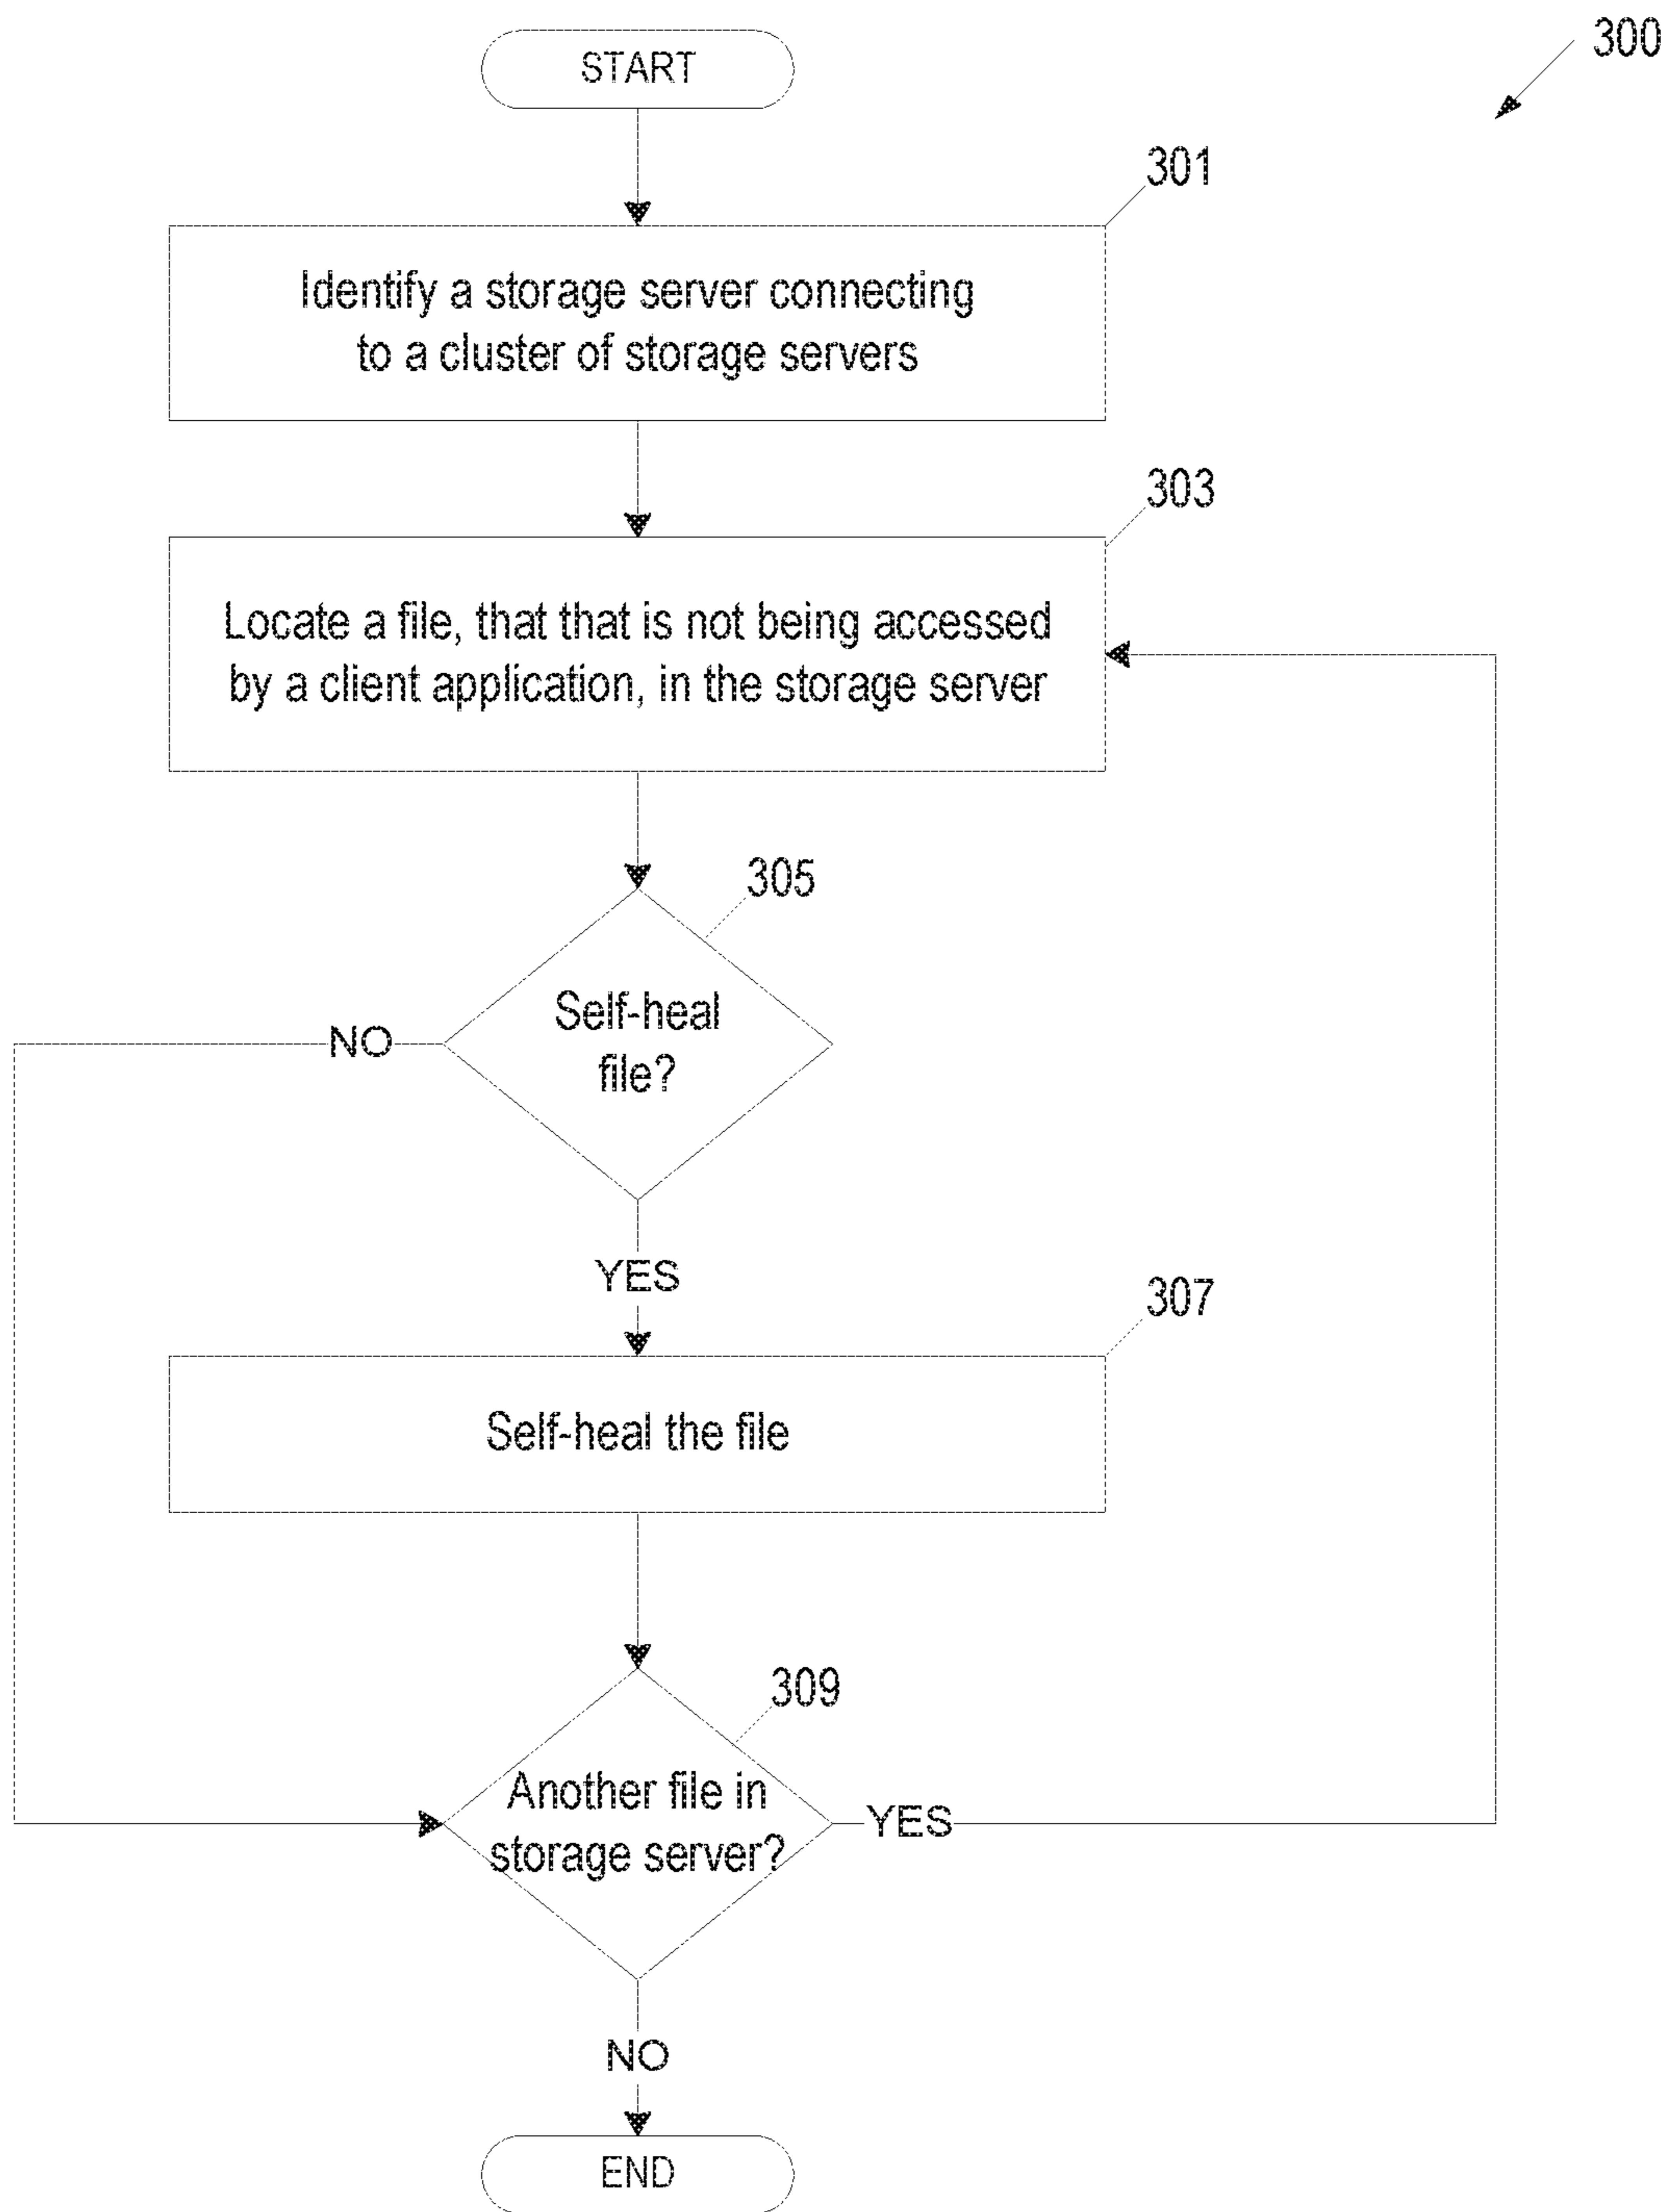 START
300
301
Identify a storage server connecting
to a cluster of storage servers
303
Locate a file, that that is not being accessed
by a client application, in the storage server
305
Self-heal
file?
NO
YES
307
Self-heal the file
309
Another file in
storage server?
YES
NO
END